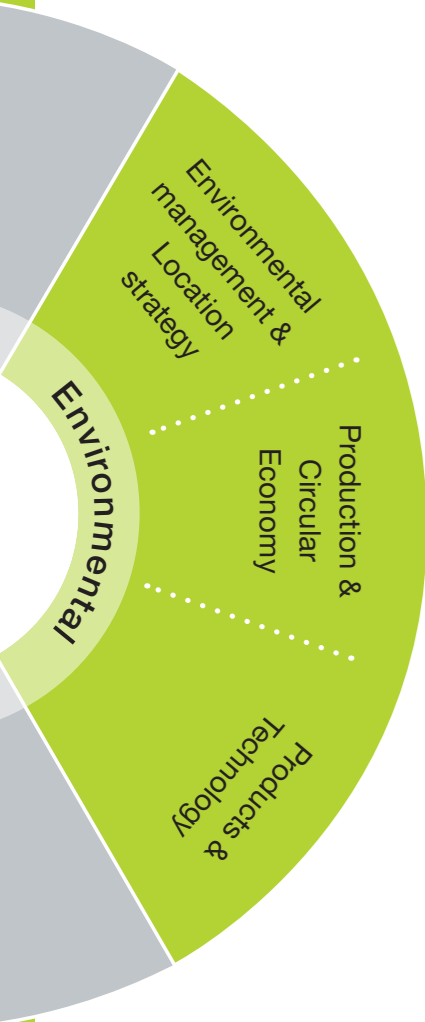 Environmental
management &
Location
strategy
Production &
Circular
Economy
Products &
Technology
Environmental